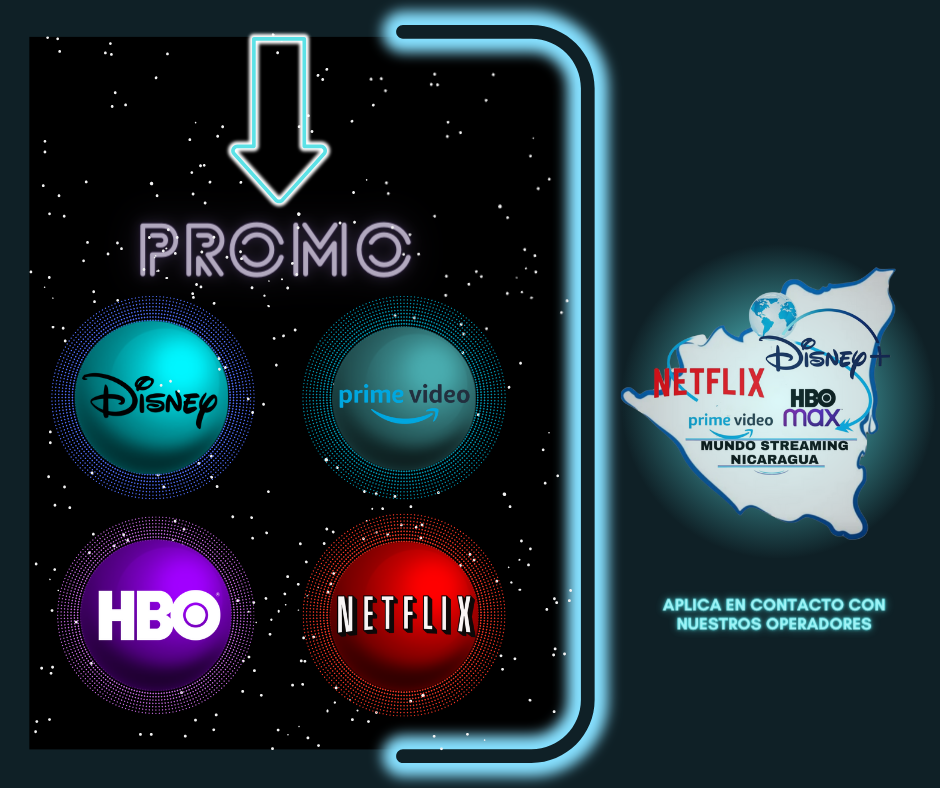 PROMO
Disney
prime video
HBO
NETFLIX
Disney+
NETFLIX
HBO
max
prime video
MUNDO STREAMING
NICARAGUA
APLICA EN CONTACTO CON
NUESTROS OPERADORES